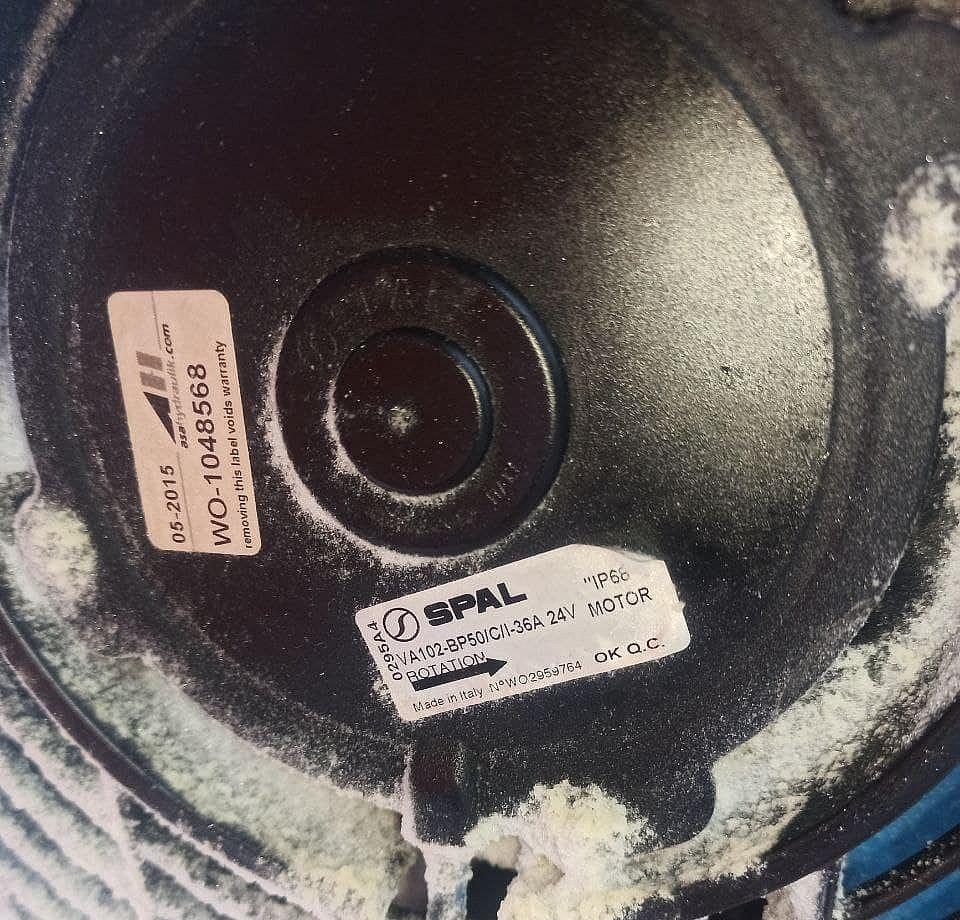 05-2015
asahydraulik.com
WO-1048568
removing this label voids warranty
SPAL
"IP68
VA102-BP50/C/I-36A 24V
MOTOR
ROTATION
OK Q.C.
Made in Italy N°WO2959764
0295A4